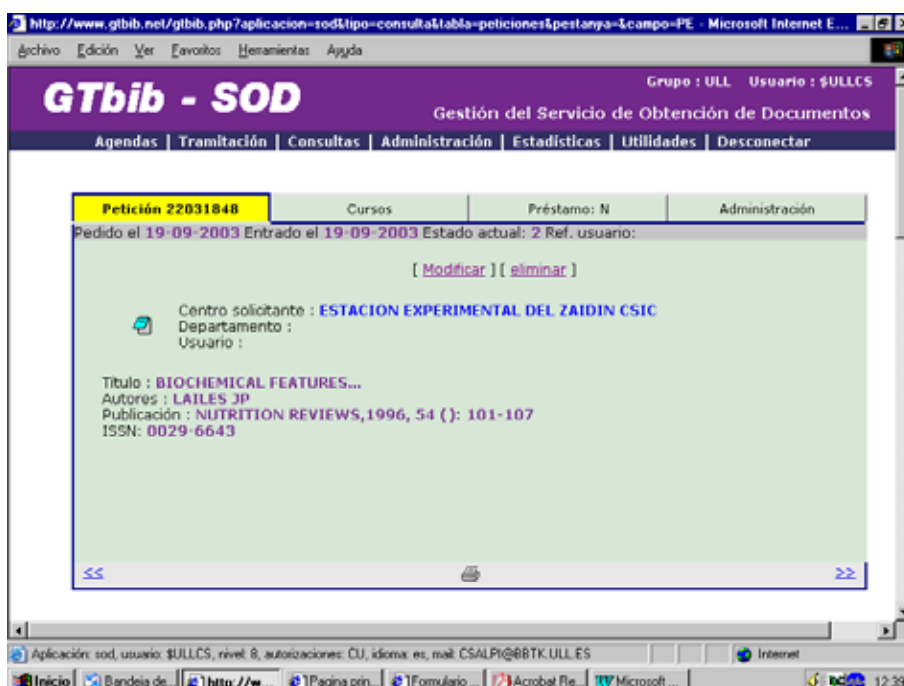 http://www.gtbib.net/gtbib.php?aplicacion=sod&tipo=consulta&tabla=peticiones&pestanya=&campo=PE - Microsoft Internet E...
Archivo Edición Ver Favoritos Herramientas Ayuda
Grupo : ULL Usuario : $ULLCS
GTbib - SOD
Gestión del Servicio de Obtención de Documentos
Agendas | Tramitación | Consultas | Administración | Estadísticas | Utilidades | Desconectar
Petición 22031848 Cursos Préstamo: N Administración
Pedido el 19-09-2003 Entrado el 19-09-2003 Estado actual: 2 Ref. usuario:
[ Modificar ] [ eliminar ]
Centro solicitante : ESTACION EXPERIMENTAL DEL ZAIDIN CSIC
Departamento :
Usuario :
Título : BIOCHEMICAL FEATURES...
Autores : LAILES JP
Publicación : NUTRITION REVIEWS,1996, 54 (): 101-107
ISSN: 0029-6643
<< >>
Aplicación: sod, usuario: $ULLCS, nivel: 8, autorizaciones: CU, idioma: es, mail: CSALPI@BBTK.ULL.ES Internet
Inicio Bandeja de... http://w... Pagina prin... Formulario ... Acrobat Re... Microsoft ... 12:39